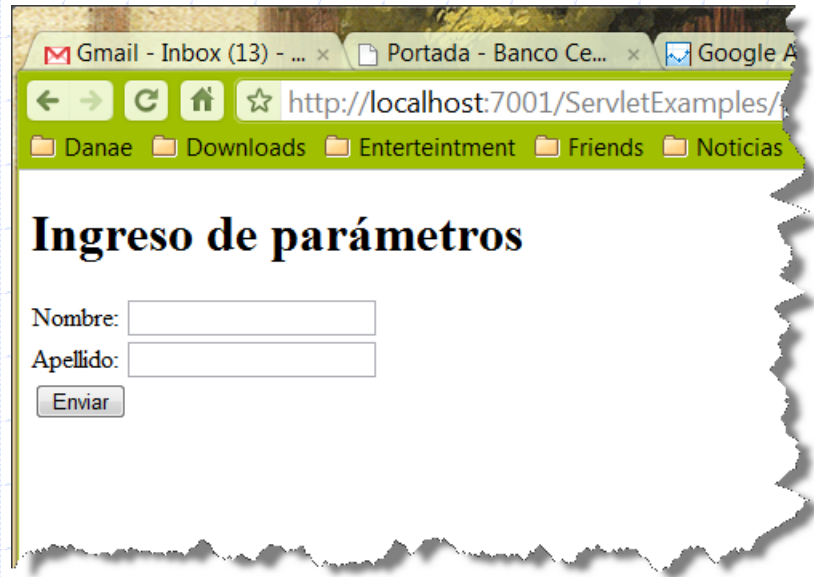 Gmail - Inbox (13) - ... Portada - Banco Ce... Google A
http://localhost:7001/ServletExamples/
Danae Downloads Enterteintment Friends Noticias
Ingreso de parámetros
Nombre:
Apellido:
Enviar